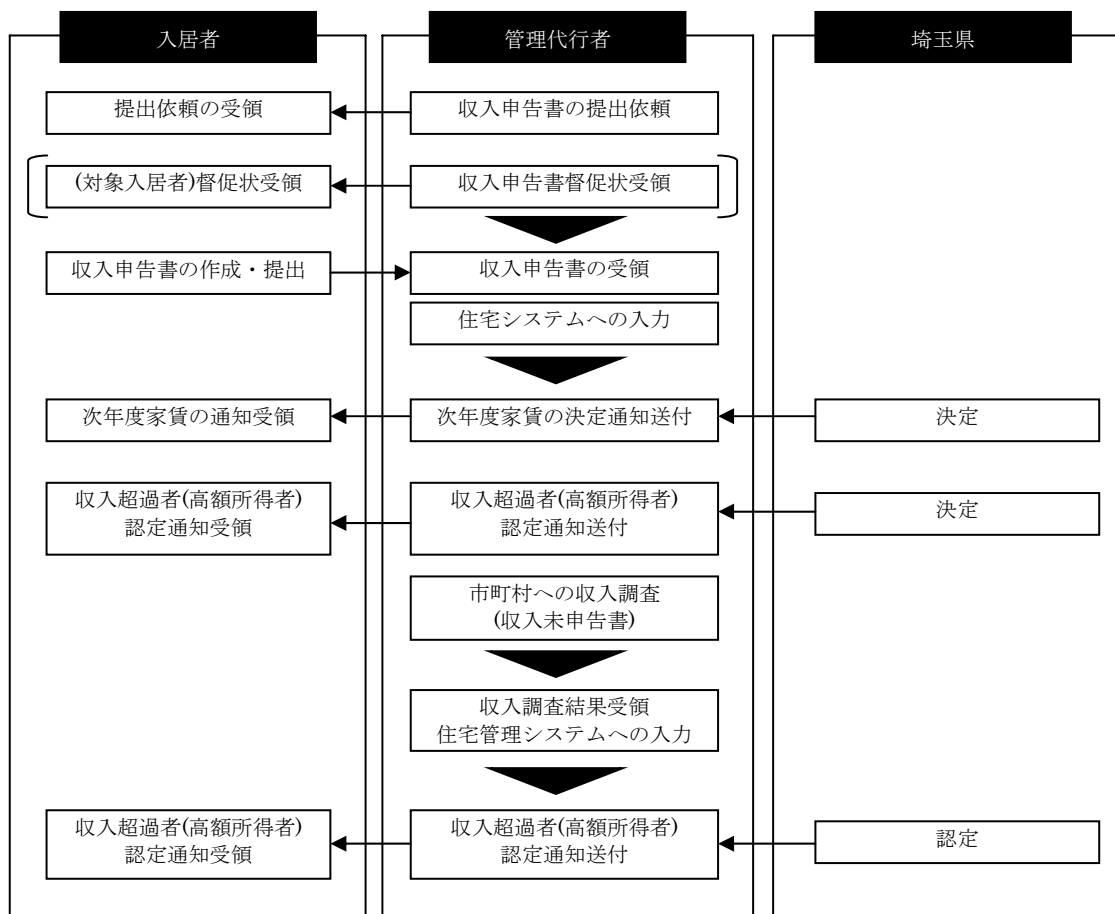 入居者
管理代行者
埼玉県
提出依頼の受領
収入申告書の提出依頼
(対象入居者)督促状受領
収入申告書督促状受領
収入申告書の作成・提出
収入申告書の受領
住宅システムへの入力
次年度家賃の通知受領
次年度家賃の決定通知送付
決定
収入超過者(高額所得者)
認定通知受領
収入超過者(高額所得者)
認定通知送付
決定
市町村への収入調査
(収入未申告書)
収入調査結果受領
住宅管理システムへの入力
収入超過者(高額所得者)
認定通知受領
収入超過者(高額所得者)
認定通知送付
認定